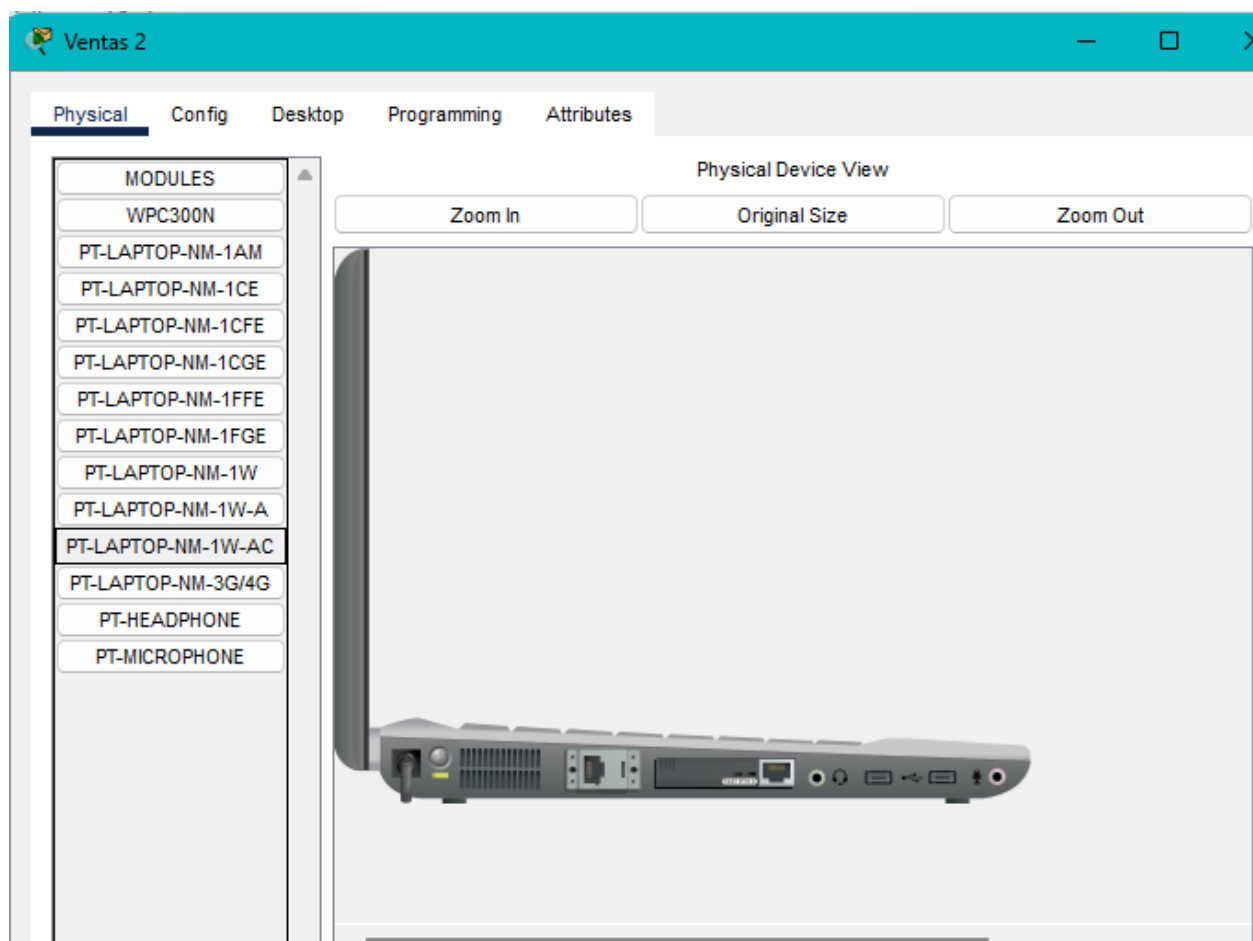 Ventas 2
Physical Config Desktop Programming Attributes
MODULES
WPC300N
PT-LAPTOP-NM-1AM
PT-LAPTOP-NM-1CE
PT-LAPTOP-NM-1CFE
PT-LAPTOP-NM-1CGE
PT-LAPTOP-NM-1FFE
PT-LAPTOP-NM-1FGE
PT-LAPTOP-NM-1W
PT-LAPTOP-NM-1W-A
PT-LAPTOP-NM-1W-AC
PT-LAPTOP-NM-3G/4G
PT-HEADPHONE
PT-MICROPHONE
Physical Device View
Zoom In Original Size Zoom Out